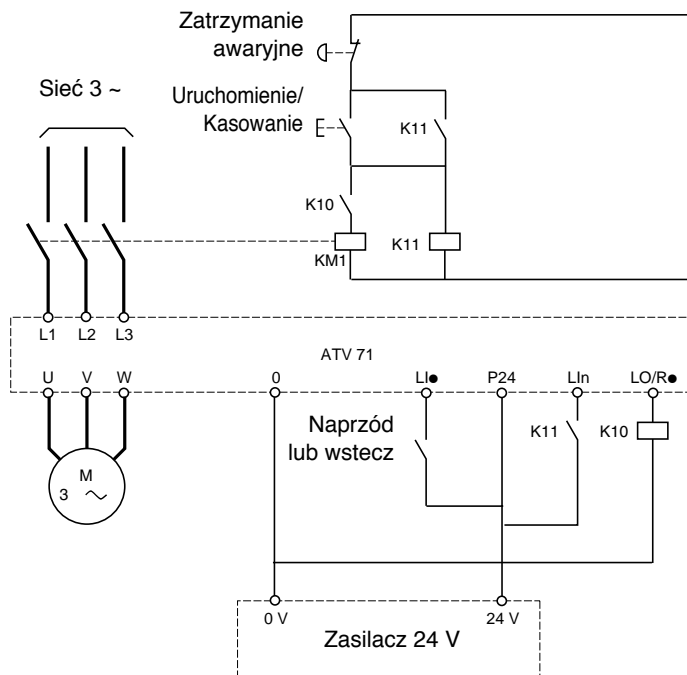 Zatrzymanie
awaryjne
Sieć 3 ~
Uruchomienie/
Kasowanie
K11
K10
KM1
K11
L1 L2 L3
ATV 71
U V W 0 LI● P24 LIn LO/R●
Naprzód
lub wstecz
K11
K10
M
3
0 V
24 V
Zasilacz 24 V